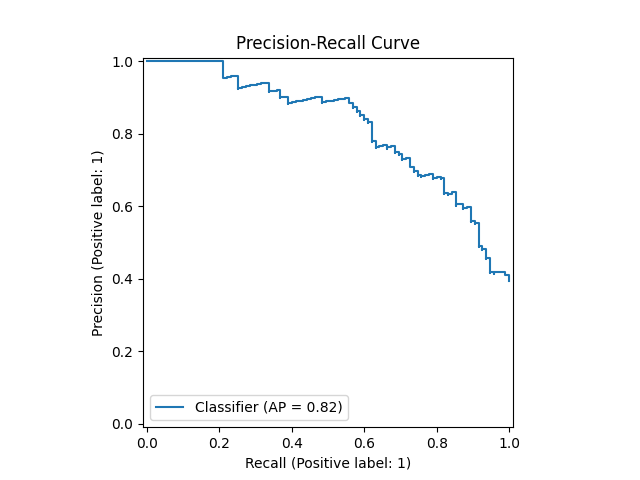 Precision-Recall Curve
1.0
0.8
0.6
0.4
0.2
0.0
Precision (Positive label: 1)
Classifier (AP = 0.82)
0.0 0.2 0.4 0.6 0.8 1.0
Recall (Positive label: 1)